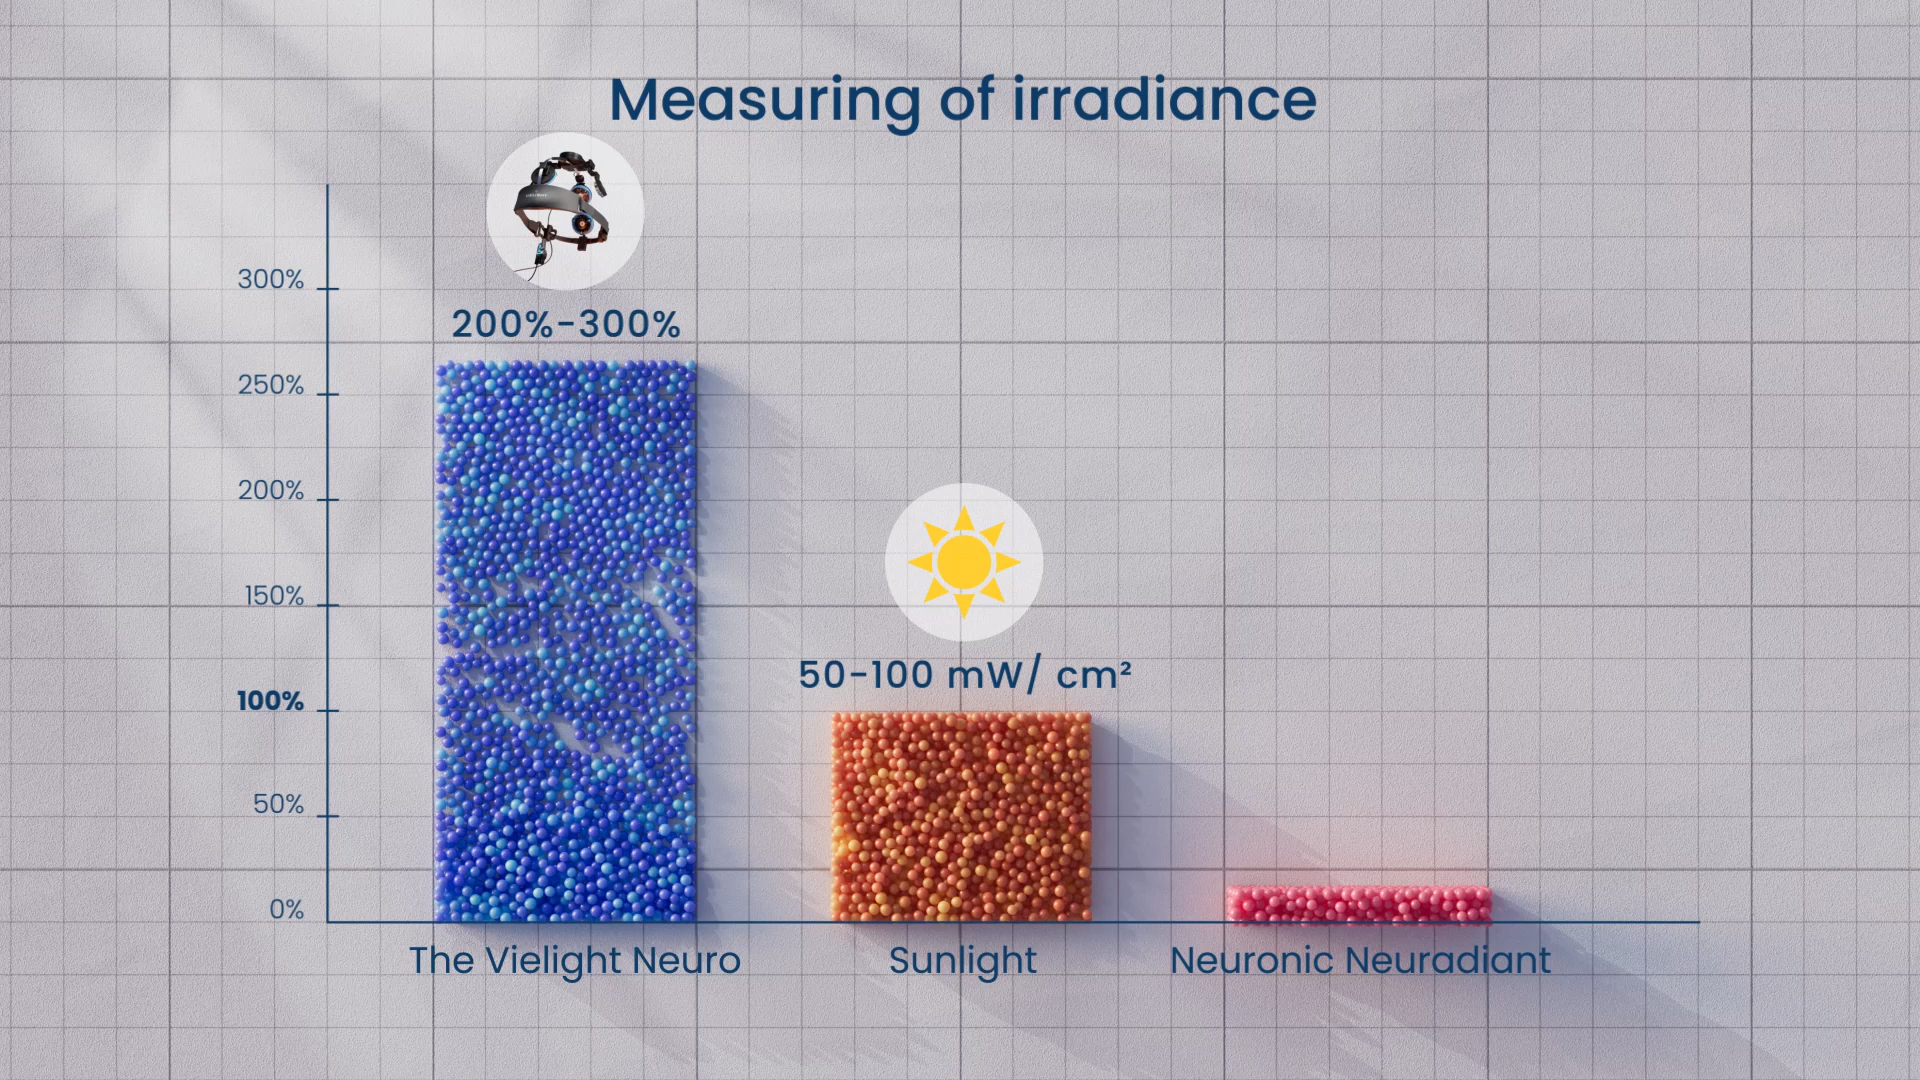 Measuring of irradiance
300%
200%-300%
250%
200%
150%
50-100 mW/ cm²
100%
50%
0%
The Vielight Neuro
Sunlight
Neuronic Neuradiant